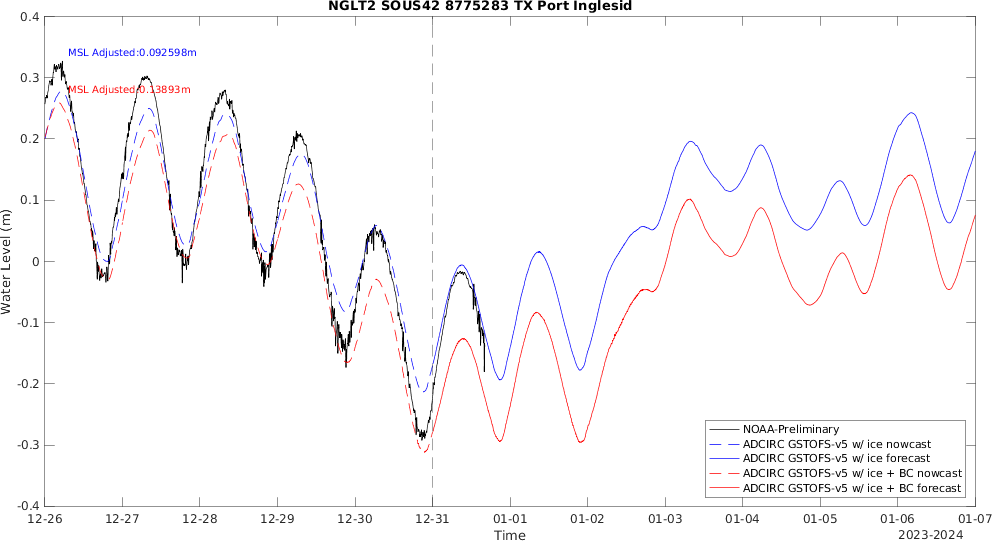 NGLT2 SOUS42 8775283 TX Port Inglesid
MSL Adjusted:0.092598m
MSL Adjusted:0.13893m
Water Level (m)
0.4
0.3
0.2
0.1
0
-0.1
-0.2
-0.3
-0.4
NOAA-Preliminary
ADCIRC GSTOFS-v5 w/ ice nowcast
ADCIRC GSTOFS-v5 w/ ice forecast
ADCIRC GSTOFS-v5 w/ ice + BC nowcast
ADCIRC GSTOFS-v5 w/ ice + BC forecast
12-26 12-27 12-28 12-29 12-30 12-31 01-01 01-02 01-03 01-04 01-05 01-06 01-07
Time
2023-2024